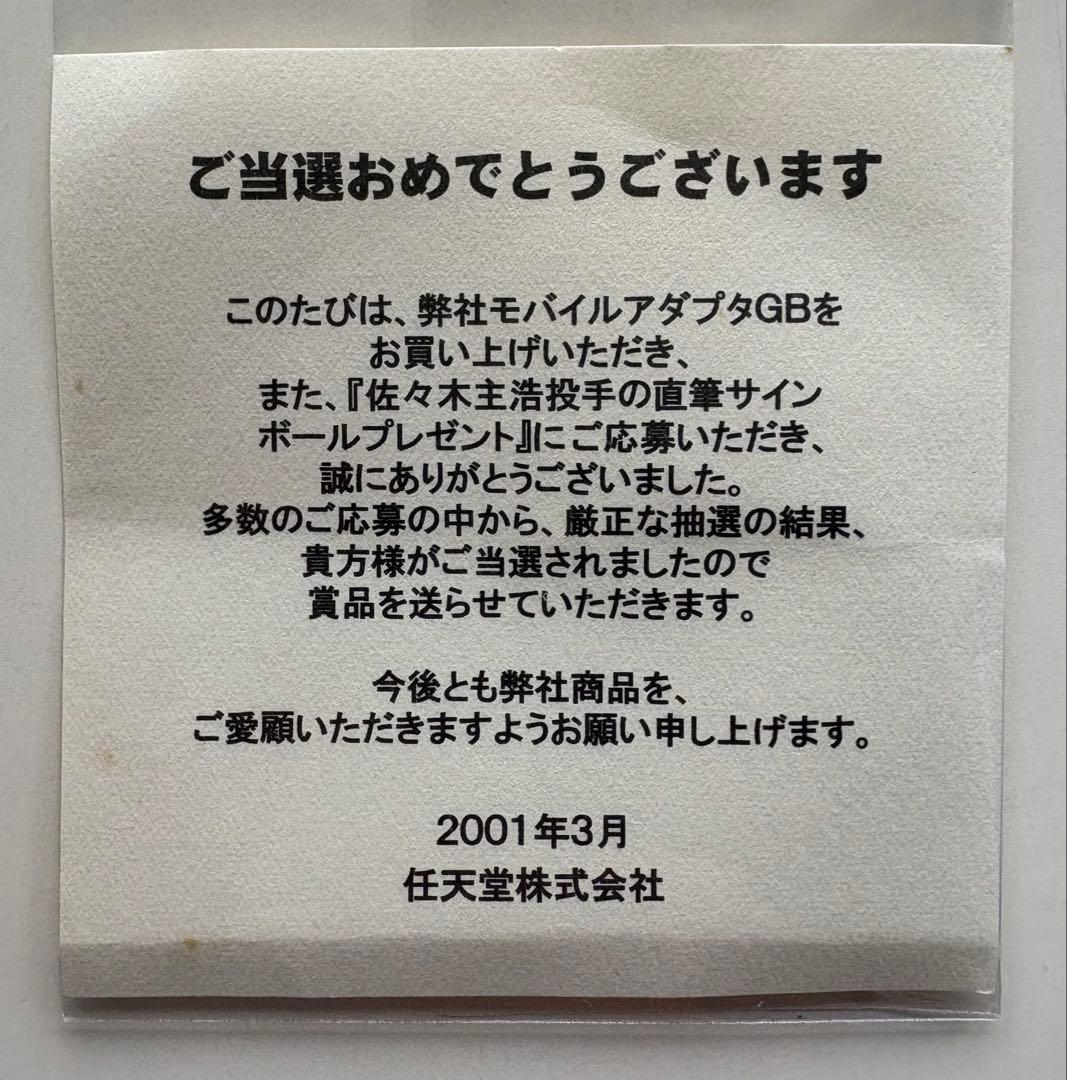 ご当選おめでとうございます
このたびは、弊社モバイルアダプタGBを
お買い上げいただき、
また、『佐々木主浩投手の直筆サイン
ボールプレゼント』にご応募いただき、
誠にありがとうございました。
多数のご応募の中から、厳正な抽選の結果、
貴方様がご当選されましたので
賞品を送らせていただきます。
今後とも弊社商品を、
ご愛顧いただきますようお願い申し上げます。
2001年3月
任天堂株式会社